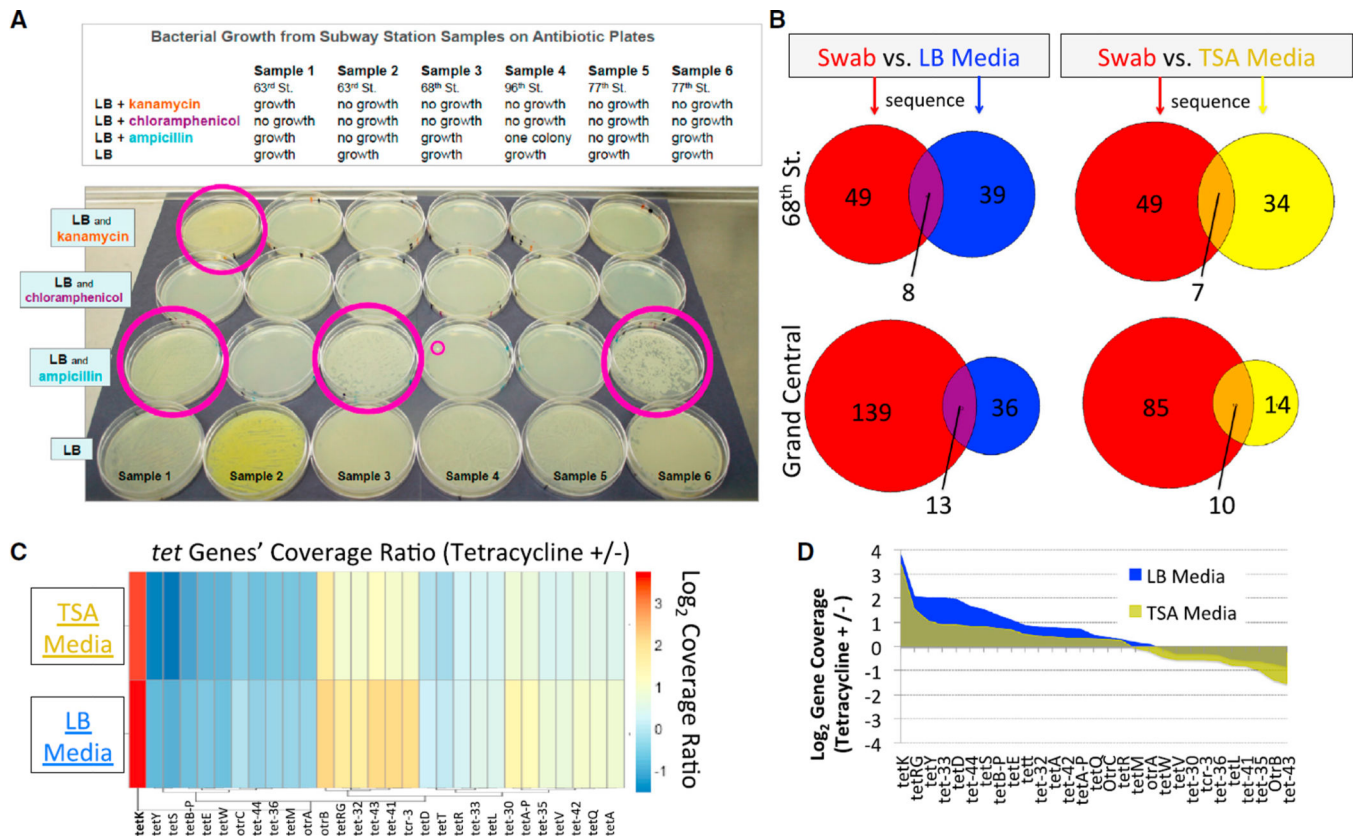 A
Bacterial Growth from Subway Station Samples on Antibiotic Plates
Sample 1 Sample 2 Sample 3 Sample 4 Sample 5 Sample 6
63rd St. 63rd St. 68th St. 96th St. 77th St. 77th St.
LB + kanamycin growth no growth no growth no growth no growth no growth
LB + chloramphenicol no growth no growth no growth no growth no growth no growth
LB + ampicillin growth no growth growth one colony no growth growth
LB growth growth growth growth growth growth
LB and
kanamycin
LB and
chloramphenicol
LB and
ampicillin
LB
Sample 1 Sample 2 Sample 3 Sample 4 Sample 5 Sample 6
B
Swab vs. LB Media
sequence
Swab vs. TSA Media
sequence
68th St.
49
39
8
49
34
7
Grand Central
139
36
13
85
14
10
C
tet Genes' Coverage Ratio (Tetracycline +/-)
TSA
Media
LB
Media
3
2
1
0
-1
Log2 Coverage Ratio
tetK
tetY
tetS
tetB-P
tetE
tetW
otrC
tet-44
tet-36
tetM
otrA
otrB
tetRG
tet-32
tet-43
tet-41
tcr-3
tetD
tetT
tetR
tet-33
tetL
tet-30
tetA-P
tet-35
tetV
tet-42
tetQ
tetA
D
Log2 Gene Coverage
(Tetracycline + /-)
4
3
2
1
0
-1
-2
-3
-4
LB Media
TSA Media
tetK
tetRG
tetY
tet-33
tetD
tet-44
tetS
tetB-P
tetE
tett
tet-32
tetA
tet-42
tetA-P
tetQ
OtrC
tetR
tetM
otrA
tetW
tetV
tet-30
tcr-3
tet-36
tetL
tet-41
tet-35
OtrB
tet-43